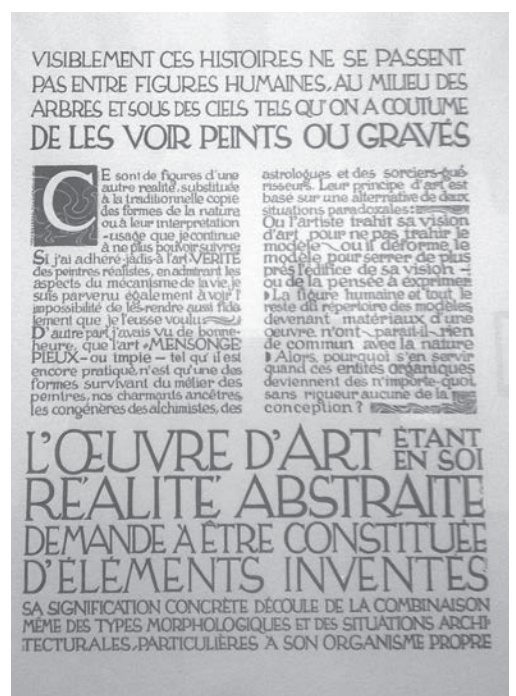 VISIBLEMENT CES HISTOIRES NE SE PASSENT
PAS ENTRE FIGURES HUMAINES, AU MILIEU DES
ARBRES ET SOUS DES CIELS TELS QU'ON A COUTUME
DE LES VOIR PEINTS OU GRAVÉS
CE sont de figures d'une
autre realité, substituée
à la traditionnelle copie
des formes de la nature
ou à leur interpretation
-usage que je continue
à ne plus pouvoir suivre;
Si j'ai adhéré jadis à l'art-VERITÉ
des peintres réalistes, en admirant les
aspects du mécanisme de la vie, je
suis parvenu également à voir l'
impossibilité de les rendre aussi fidè
lement que je l'eusse voulu
D'autre part j'avais vu de bonne-
heure, que l'art «MENSONGE
PIEUX- ou impie - tel qu'il est
encore pratiqué, n'est qu'une des
formes survivant du métier des
peintres, nos charmants ancêtres,
les congénères des alchimistes, des
astrologues et des sorciers-gué
risseurs. Leur principe d'art est
basé sur une alternative de deux
situations paradoxales:
Ou l'artiste trahit sa vision
d'art pour ne pas trahir le
modèle ou il déforme le
modèle pour serrer de plus
près l'édifice de sa vision -
ou de la pensée à exprimer
La figure humaine et tout le
reste du répertoire des modèles
devenant matériaux d'une
œuvre, n'ont, parait-il, rien
de commun avec la nature
Alors, pourquoi s'en servir
quand ces entités organiques
deviennent des n'importe-quoi,
sans rigueur aucune de la
conception?
L'ŒUVRE D'ART ÉTANT
EN SOI
RÉALITÉ ABSTRAITE
DEMANDE À ÊTRE CONSTITUÉE
D'ÉLÉMENTS INVENTÉS
SA SIGNIFICATION CONCRÈTE DÉCOULE DE LA COMBINAISON
MÊME DES TYPES MORPHOLOGIQUES ET DES SITUATIONS ARCHI-
TECTURALES, PARTICULIÈRES À SON ORGANISME PROPRE